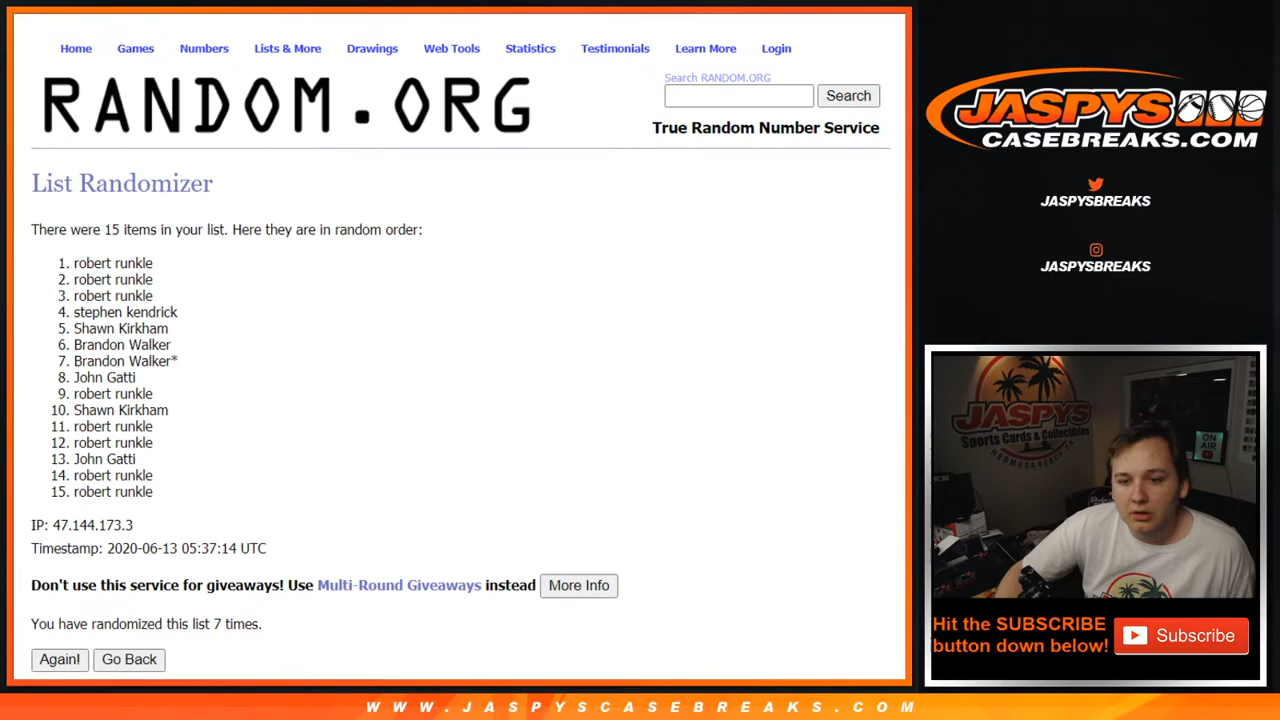 Home Games Numbers Lists & More Drawings Web Tools Statistics Testimonials Learn More Login
RANDOM.ORG
Search RANDOM.ORG
Search
True Random Number Service
List Randomizer
There were 15 items in your list. Here they are in random order:
1. robert runkle
2. robert runkle
3. robert runkle
4. stephen kendrick
5. Shawn Kirkham
6. Brandon Walker
7. Brandon Walker*
8. John Gatti
9. robert runkle
10. Shawn Kirkham
11. robert runkle
12. robert runkle
13. John Gatti
14. robert runkle
15. robert runkle
IP: 47.144.173.3
Timestamp: 2020-06-13 05:37:14 UTC
Don't use this service for giveaways! Use Multi-Round Giveaways instead More Info
You have randomized this list 7 times.
Again! Go Back
JASPYS
CASEBREAKS.COM
JASPYSBREAKS
JASPYSBREAKS
JASPYS
Sports Cards & Collectibles
HERMOSA BEACH, CA
ON
AIR
Hit the SUBSCRIBE
button down below!
Subscribe
WWW.JASPYSCASEBREAKS.COM